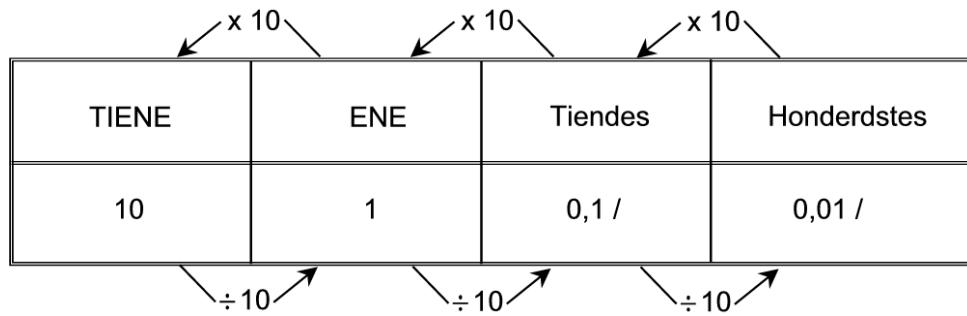 x 10 x 10 x 10
TIENE ENE Tiendes Honderdstes
10 1 0,1 / 0,01 /
÷10 ÷10 ÷10